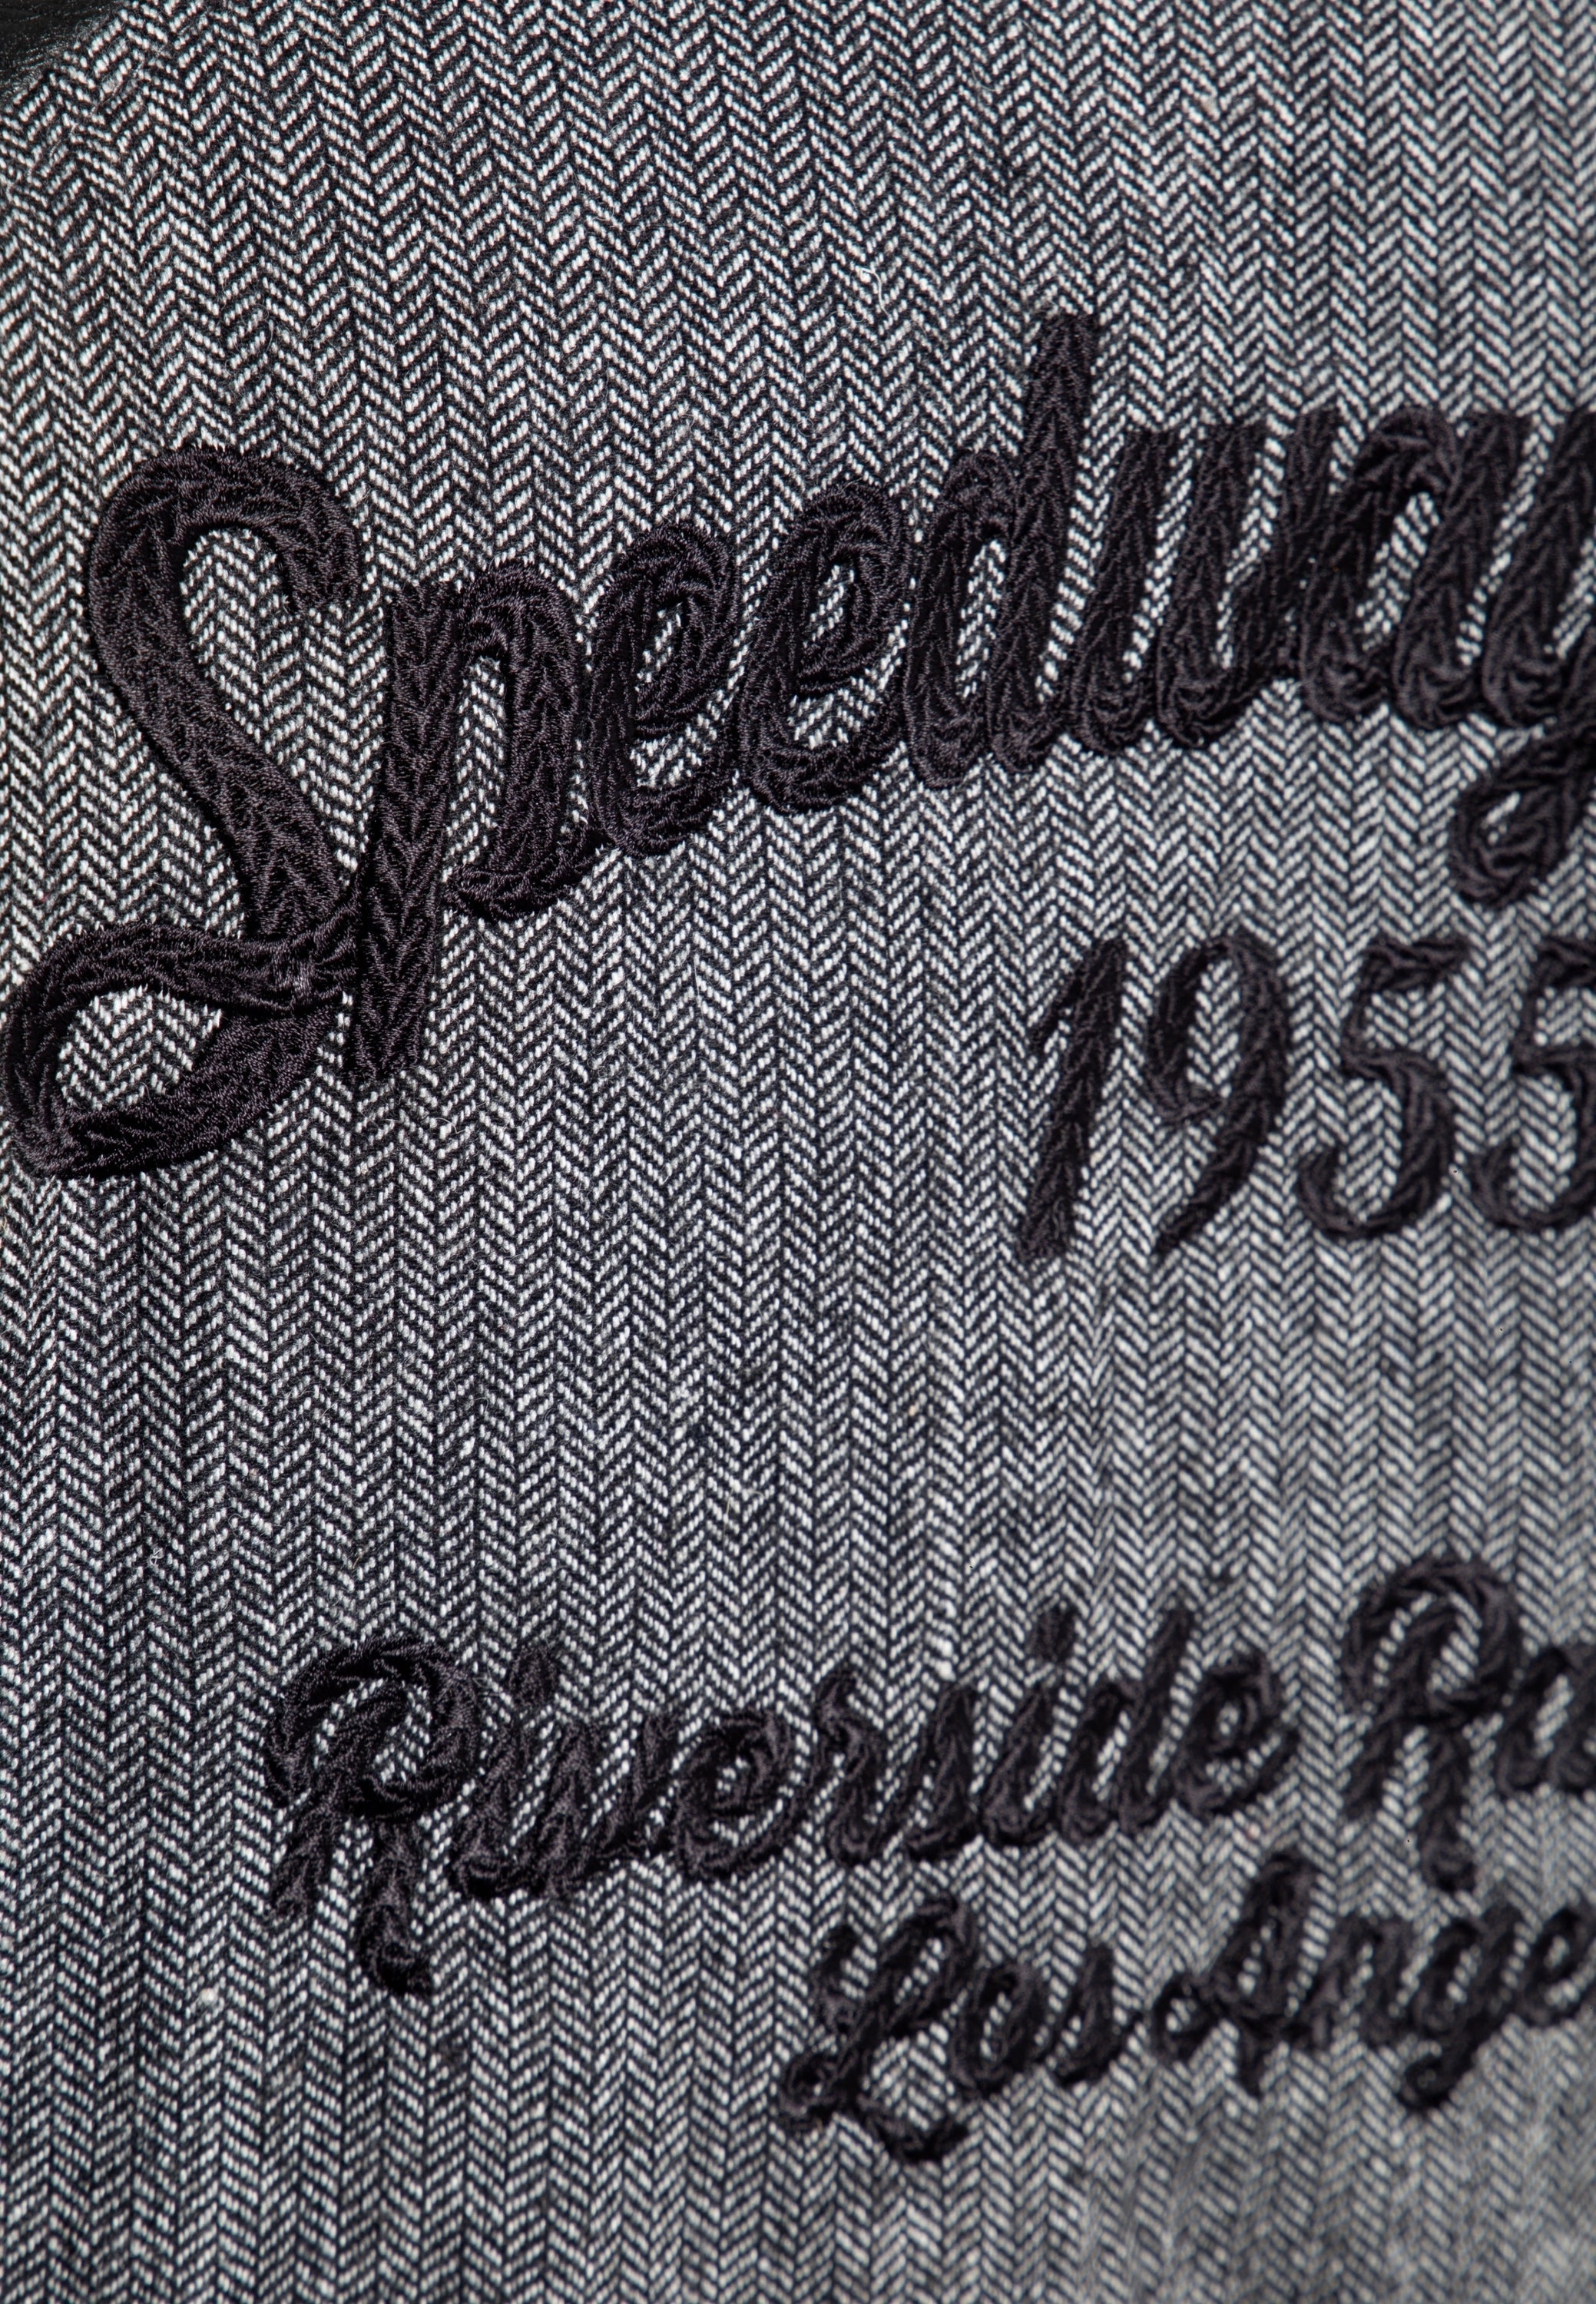 Speedway
1955
Riverside Ra
Los Ange